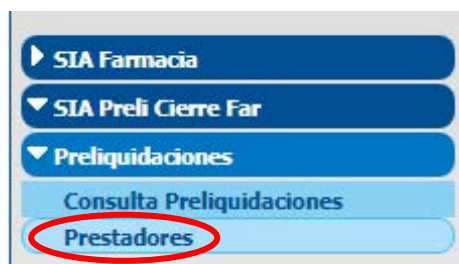 SIA Farmacia
SIA Preli Cierre Far
Preliquidaciones
Consulta Preliquidaciones
Prestadores